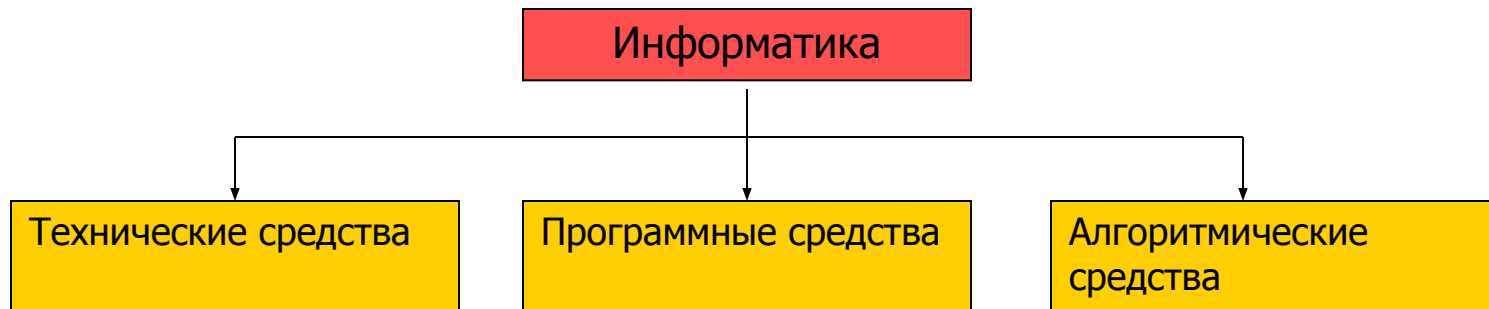 Информатика
Технические средства
Программные средства
Алгоритмические
средства